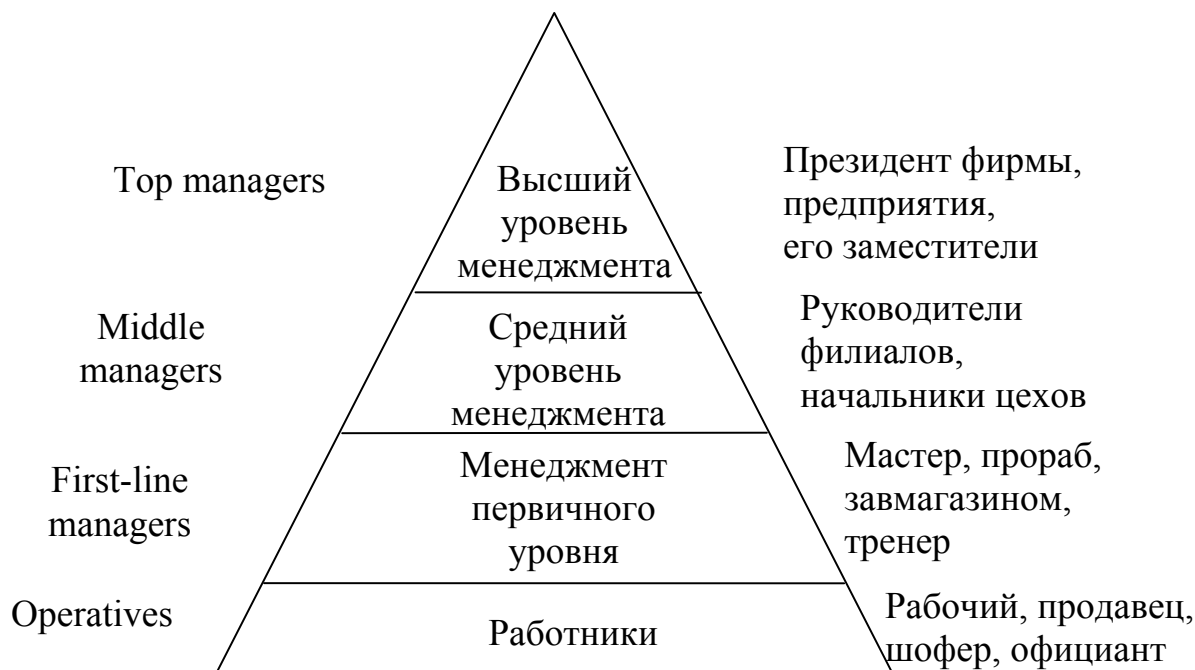 Top managers
Высший
уровень
менеджмента
Президент фирмы,
предприятия,
его заместители
Middle
managers
Средний
уровень
менеджмента
Руководители
филиалов,
начальники цехов
First-line
managers
Менеджмент
первичного
уровня
Мастер, прораб,
завмагазином,
тренер
Operatives
Работники
Рабочий, продавец,
шофер, официант